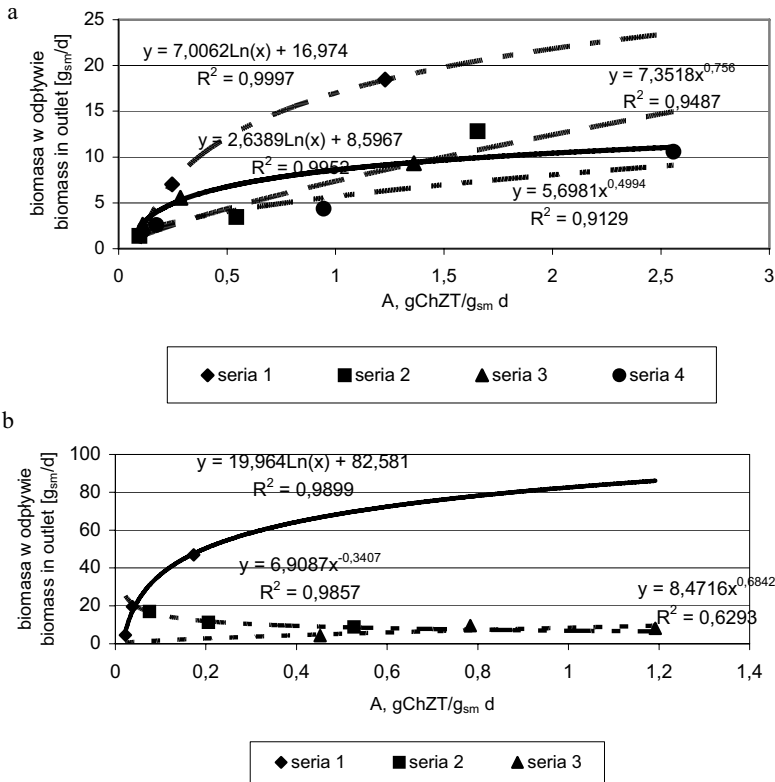 a
biomasa w odpływie
biomass in outlet [gsm/d]
25
20
15
10
5
0
y = 7,0062Ln(x) + 16,974
R² = 0,9997
y = 7,3518x^0,756
R² = 0,9487
y = 2,6389Ln(x) + 8,5967
R² = 0,9952
y = 5,6981x^0,4994
R² = 0,9129
0 0,5 1 1,5 2 2,5 3
A, gChZT/gsm d
seria 1 seria 2 seria 3 seria 4
b
biomasa w odpływie
biomass in outlet [gsm/d]
100
80
60
40
20
0
y = 19,964Ln(x) + 82,581
R² = 0,9899
y = 6,9087x^-0,3407
R² = 0,9857
y = 8,4716x^0,6842
R² = 0,6293
0 0,2 0,4 0,6 0,8 1 1,2 1,4
A, gChZT/gsm d
seria 1 seria 2 seria 3